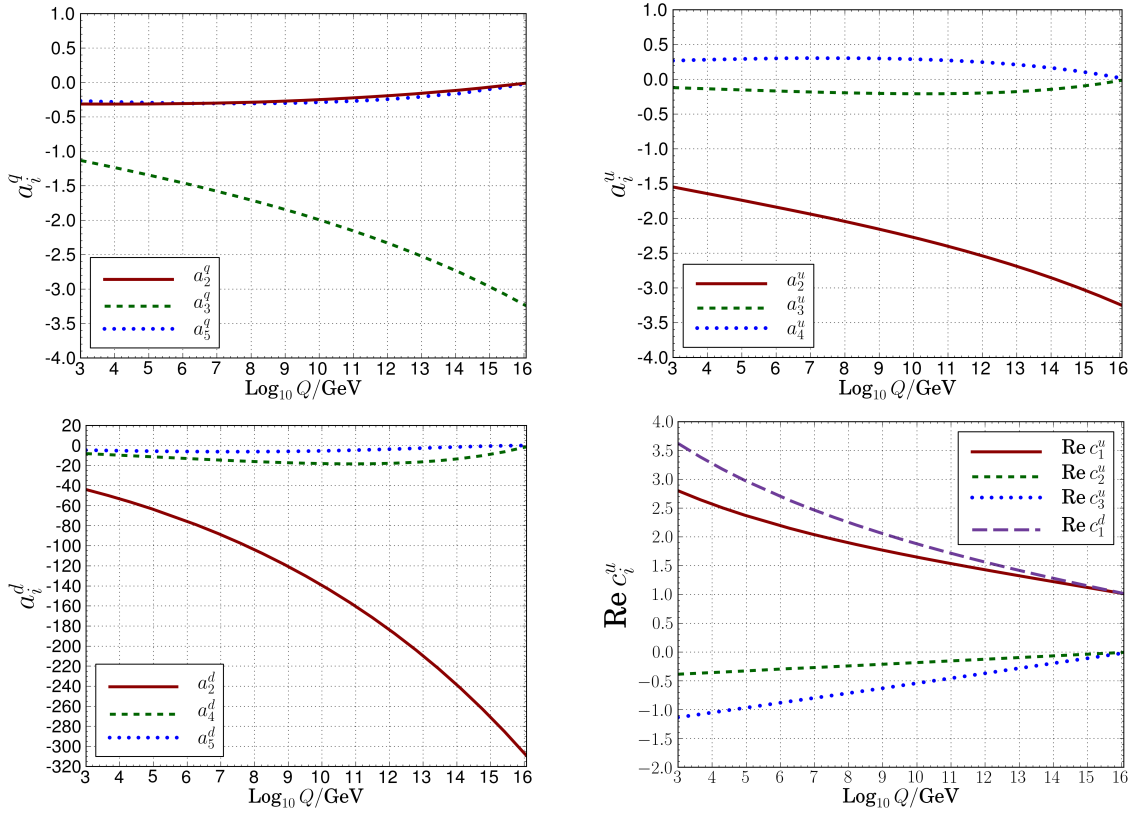 1.0
0.5
0.0
-0.5
-1.0
-1.5
-2.0
-2.5
-3.0
-3.5
-4.0
a_i^q
a_2^q
a_3^q
a_5^q
3 4 5 6 7 8 9 10 11 12 13 14 15 16
Log10 Q/GeV
1.0
0.5
0.0
-0.5
-1.0
-1.5
-2.0
-2.5
-3.0
-3.5
-4.0
a_i^u
a_2^u
a_3^u
a_4^u
3 4 5 6 7 8 9 10 11 12 13 14 15 16
Log10 Q/GeV
20
0
-20
-40
-60
-80
-100
-120
-140
-160
-180
-200
-220
-240
-260
-280
-300
-320
a_i^d
a_2^d
a_4^d
a_5^d
3 4 5 6 7 8 9 10 11 12 13 14 15 16
Log10 Q/GeV
4.0
3.5
3.0
2.5
2.0
1.5
1.0
0.5
0.0
−0.5
−1.0
−1.5
−2.0
Re c_i^u
Re c_1^u
Re c_2^u
Re c_3^u
Re c_1^d
3 4 5 6 7 8 9 10 11 12 13 14 15 16
Log10 Q/GeV